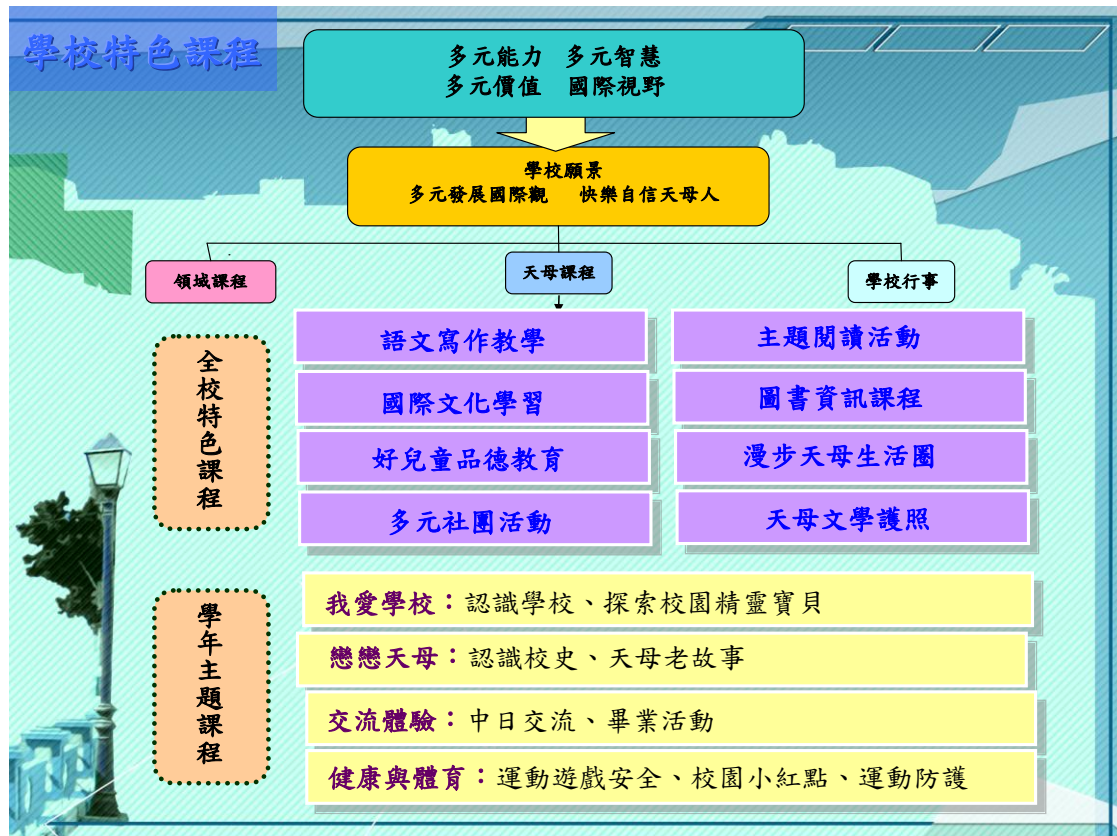 學校特色課程
多元能力 多元智慧
多元價值 國際視野
學校願景
多元發展國際觀 快樂自信天母人
領域課程
天母課程
學校行事
全校特色課程
語文寫作教學
主題閱讀活動
國際文化學習
圖書資訊課程
好兒童品德教育
漫步天母生活圈
多元社團活動
天母文學護照
學年主題課程
我愛學校：認識學校、探索校園精靈寶貝
戀戀天母：認識校史、天母老故事
交流體驗：中日交流、畢業活動
健康與體育：運動遊戲安全、校園小紅點、運動防護